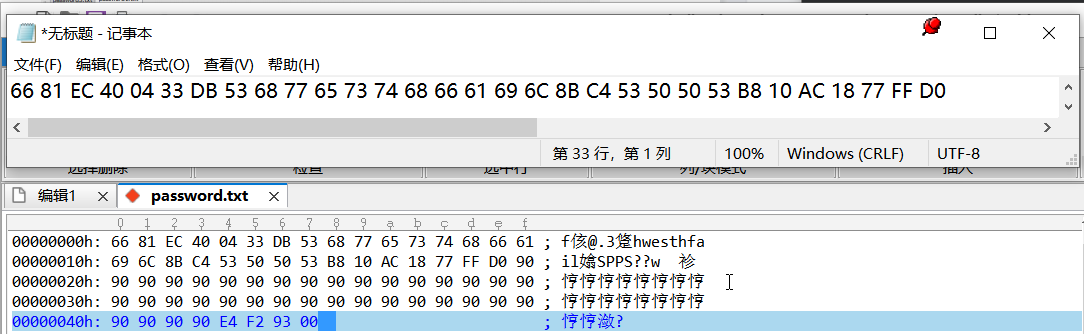 *无标题 - 记事本
文件(F) 编辑(E) 格式(O) 查看(V) 帮助(H)
66 81 EC 40 04 33 DB 53 68 77 65 73 74 68 66 61 69 6C 8B C4 53 50 50 53 B8 10 AC 18 77 FF D0
第 33 行，第 1 列 100% Windows (CRLF) UTF-8
编辑1 password.txt
0 1 2 3 4 5 6 7 8 9 a b c d e f
00000000h: 66 81 EC 40 04 33 DB 53 68 77 65 73 74 68 66 61 ; f侅@.3跾hwesthfa
00000010h: 69 6C 8B C4 53 50 50 53 B8 10 AC 18 77 FF D0 90 ; il嬆SPPS??w
00000020h: 90 90 90 90 90 90 90 90 90 90 90 90 90 90 90 90 ; 悙悙悙悙悙悙悙悙
00000030h: 90 90 90 90 90 90 90 90 90 90 90 90 90 90 90 90 ; 悙悙悙悙悙悙悙悙
00000040h: 90 90 90 90 E4 F2 93 00 ; 悙悙潋?